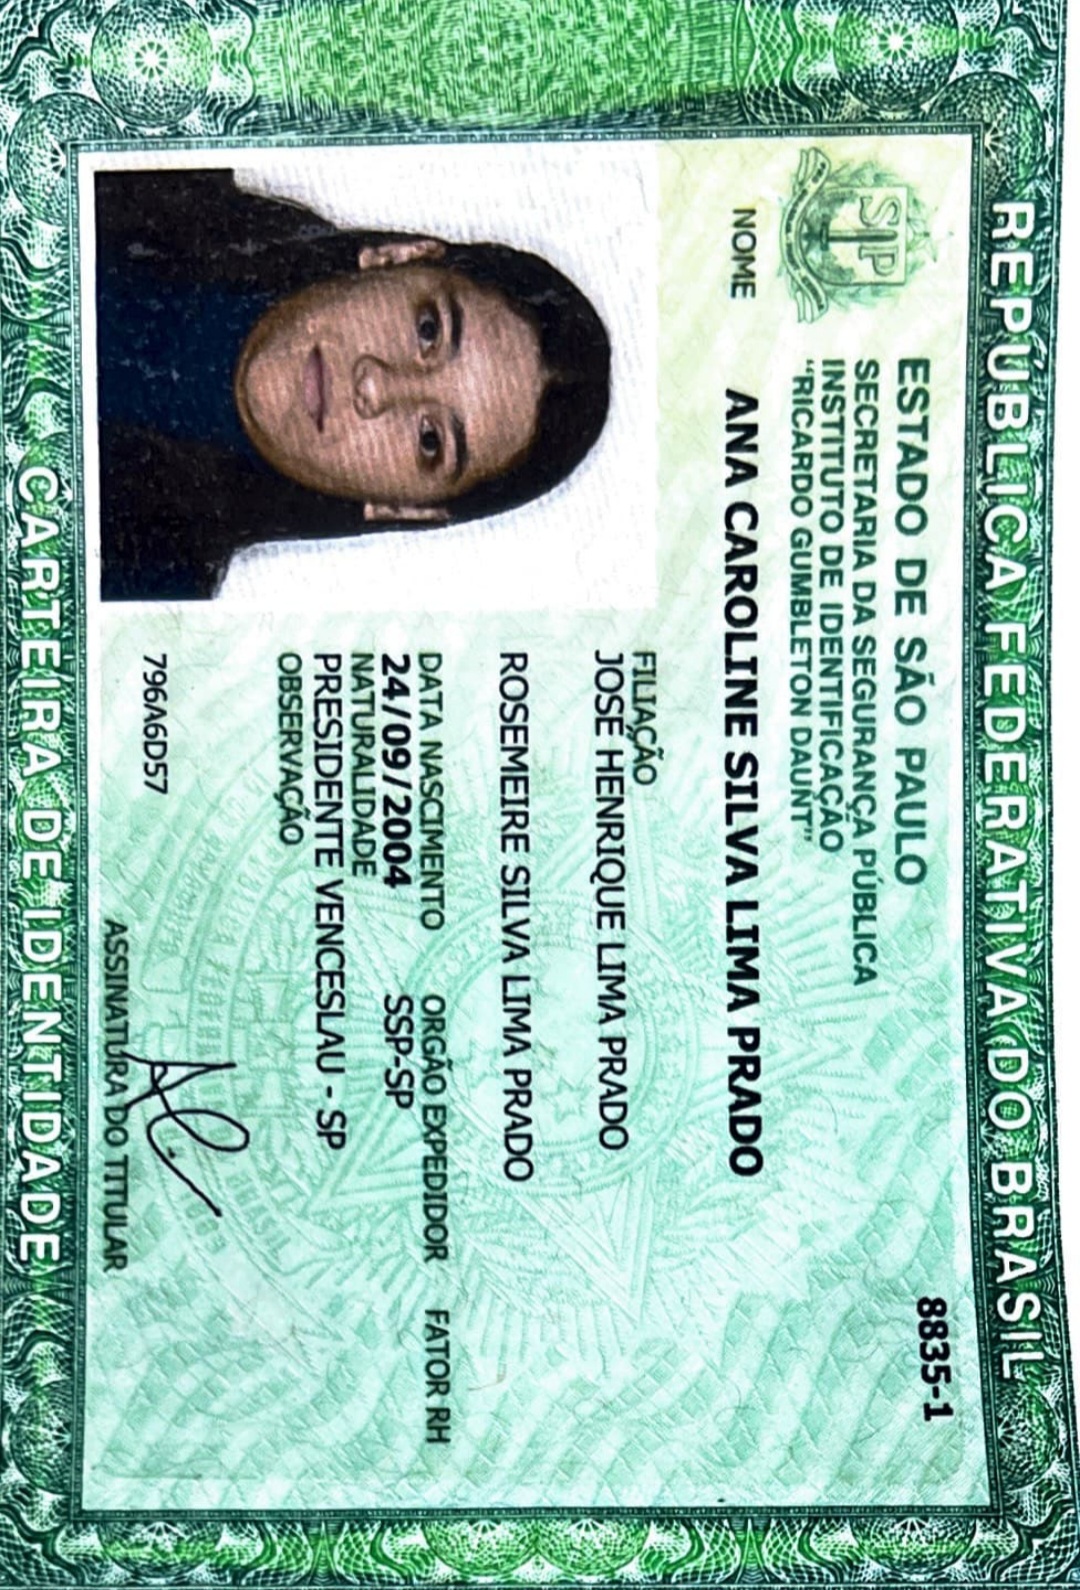 REPÚBLICA FEDERATIVA DO BRASIL
8835-1
SP
ESTADO DE SÃO PAULO
SECRETARIA DA SEGURANÇA PÚBLICA
INSTITUTO DE IDENTIFICAÇÃO
"RICARDO GUMBLETON DAUNT"
NOME ANA CAROLINE SILVA LIMA PRADO
FILIAÇÃO
JOSÉ HENRIQUE LIMA PRADO
ROSEMEIRE SILVA LIMA PRADO
DATA NASCIMENTO ORGÃO EXPEDIDOR FATOR RH
24/09/2004 SSP-SP
NATURALIDADE
PRESIDENTE VENCESLAU - SP
OBSERVAÇÃO
796A6D57
ASSINATURA DO TITULAR
CARTEIRA DE IDENTIDADE